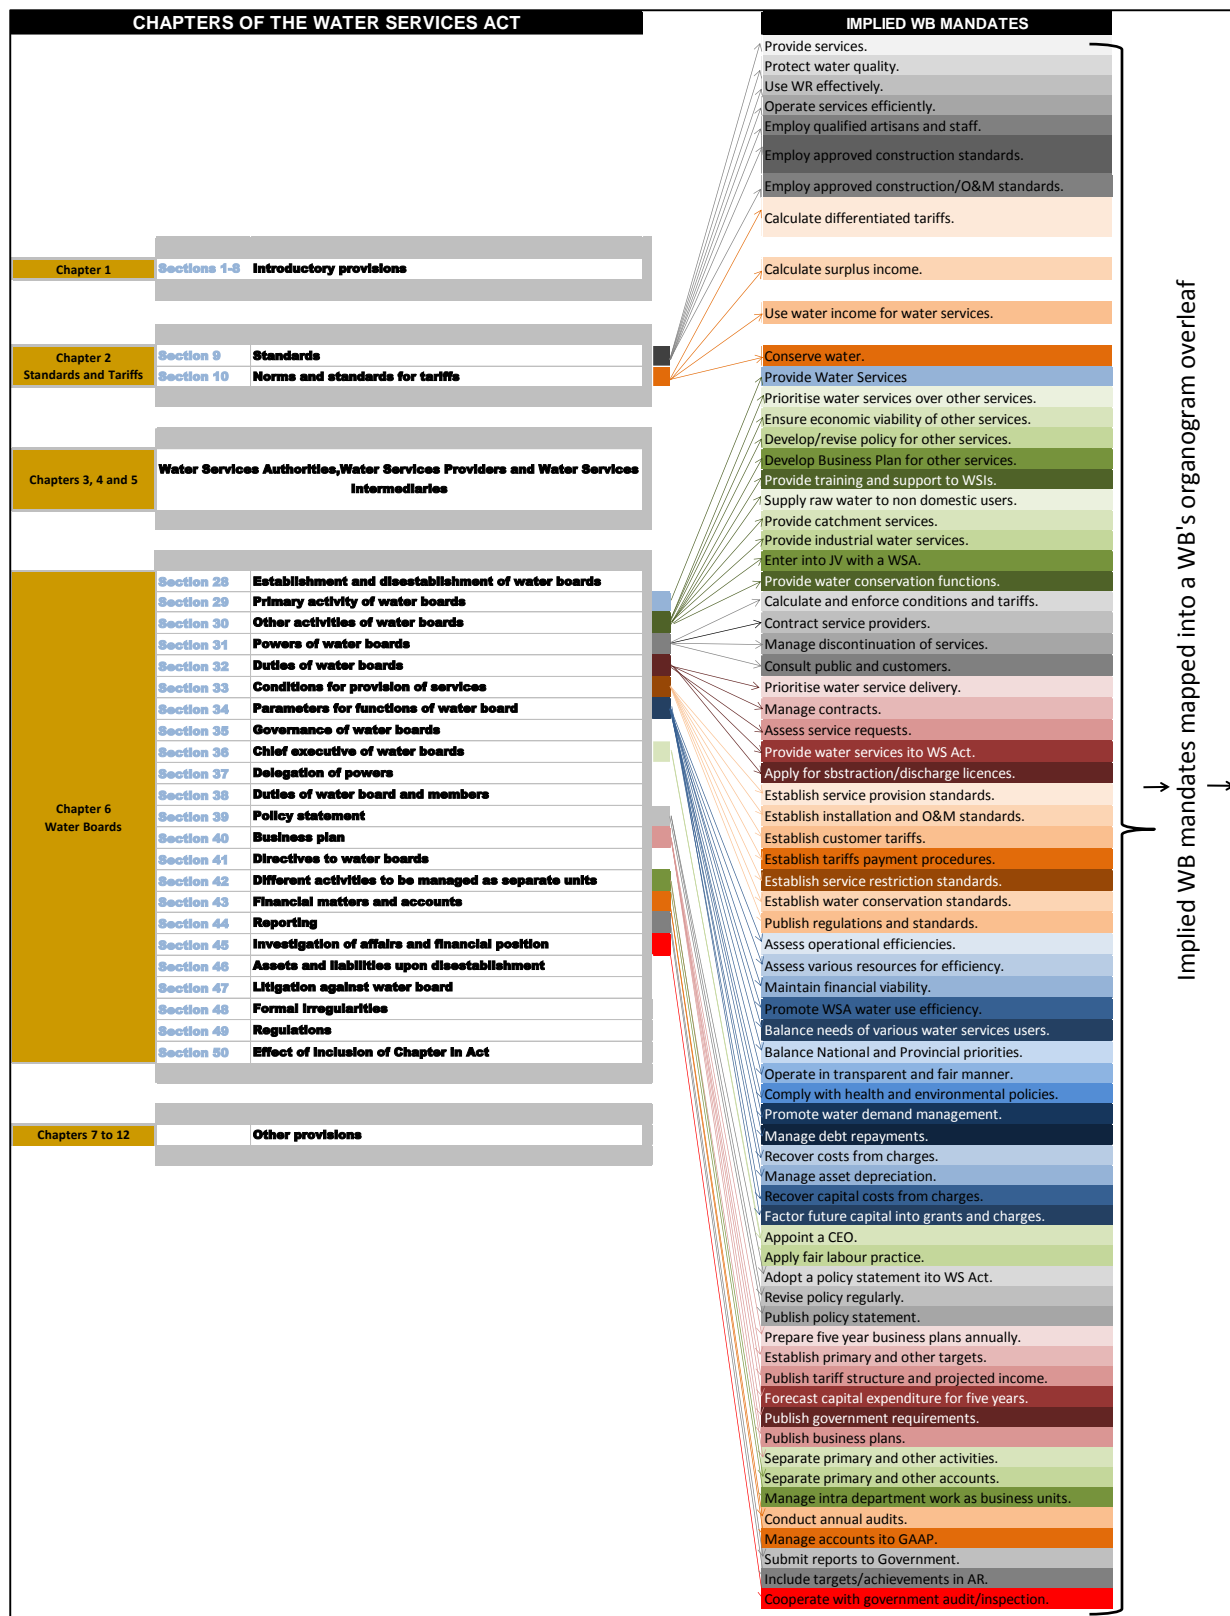 CHAPTERS OF THE WATER SERVICES ACT
Chapter 1
Sections 1-8 Introductory provisions
Chapter 2
Standards and Tariffs
Section 9 Standards
Section 10 Norms and standards for tariffs
Chapters 3, 4 and 5
Water Services Authorities,Water Services Providers and Water Services
Intermediaries
Chapter 6
Water Boards
Section 28 Establishment and disestablishment of water boards
Section 29 Primary activity of water boards
Section 30 Other activities of water boards
Section 31 Powers of water boards
Section 32 Duties of water boards
Section 33 Conditions for provision of services
Section 34 Parameters for functions of water board
Section 35 Governance of water boards
Section 36 Chief executive of water boards
Section 37 Delegation of powers
Section 38 Duties of water board and members
Section 39 Policy statement
Section 40 Business plan
Section 41 Directives to water boards
Section 42 Different activities to be managed as separate units
Section 43 Financial matters and accounts
Section 44 Reporting
Section 45 Investigation of affairs and financial position
Section 46 Assets and liabilities upon disestablishment
Section 47 Litigation against water board
Section 48 Formal irregularities
Section 49 Regulations
Section 50 Effect of inclusion of Chapter in Act
Chapters 7 to 12
Other provisions
IMPLIED WB MANDATES
Provide services.
Protect water quality.
Use WR effectively.
Operate services efficiently.
Employ qualified artisans and staff.
Employ approved construction standards.
Employ approved construction/O&M standards.
Calculate differentiated tariffs.
Calculate surplus income.
Use water income for water services.
Conserve water.
Provide Water Services
Prioritise water services over other services.
Ensure economic viability of other services.
Develop/revise policy for other services.
Develop Business Plan for other services.
Provide training and support to WSIs.
Supply raw water to non domestic users.
Provide catchment services.
Provide industrial water services.
Enter into JV with a WSA.
Provide water conservation functions.
Calculate and enforce conditions and tariffs.
Contract service providers.
Manage discontinuation of services.
Consult public and customers.
Prioritise water service delivery.
Manage contracts.
Assess service requests.
Provide water services ito WS Act.
Apply for sbstraction/discharge licences.
Establish service provision standards.
Establish installation and O&M standards.
Establish customer tariffs.
Establish tariffs payment procedures.
Establish service restriction standards.
Establish water conservation standards.
Publish regulations and standards.
Assess operational efficiencies.
Assess various resources for efficiency.
Maintain financial viability.
Promote WSA water use efficiency.
Balance needs of various water services users.
Balance National and Provincial priorities.
Operate in transparent and fair manner.
Comply with health and environmental policies.
Promote water demand management.
Manage debt repayments.
Recover costs from charges.
Manage asset depreciation.
Recover capital costs from charges.
Factor future capital into grants and charges.
Appoint a CEO.
Apply fair labour practice.
Adopt a policy statement ito WS Act.
Revise policy regularly.
Publish policy statement.
Prepare five year business plans annually.
Establish primary and other targets.
Publish tariff structure and projected income.
Forecast capital expenditure for five years.
Publish government requirements.
Publish business plans.
Separate primary and other activities.
Separate primary and other accounts.
Manage intra department work as business units.
Conduct annual audits.
Manage accounts ito GAAP.
Submit reports to Government.
Include targets/achievements in AR.
Cooperate with government audit/inspection.
Implied WB mandates mapped into a WB's organogram overleaf